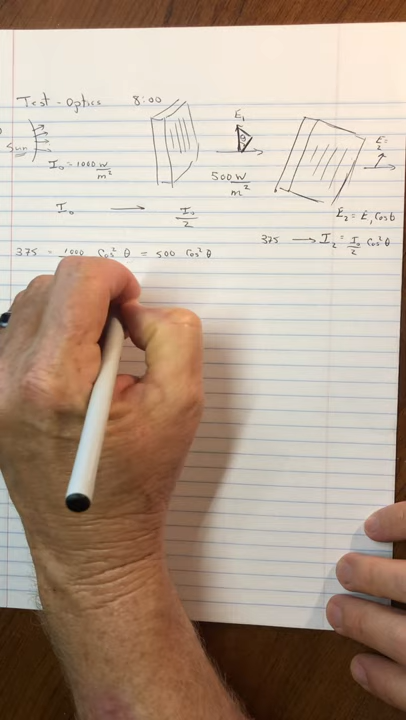 Test - Optics 8:00
Sun
E₁
θ
E₂
I₀ = 1000 W/m²
500 W/m²
I₀ → I₀/2
E₂ = E₁ Cos θ
375 → I₂ = I₀/2 Cos² θ
375 = 1000 Cos² θ = 500 Cos² θ